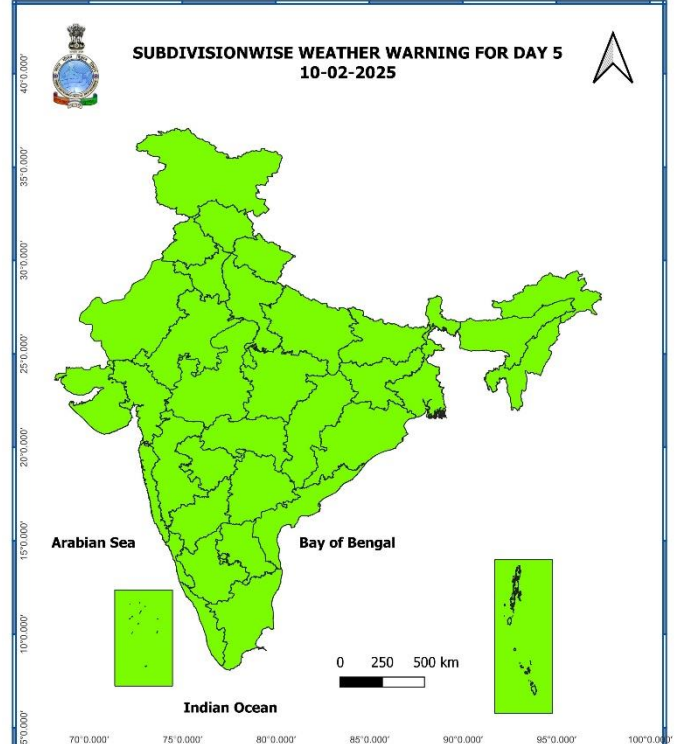 SUBDIVISIONWISE WEATHER WARNING FOR DAY 5
10-02-2025
40°0.000'
35°0.000'
30°0.000'
25°0.000'
20°0.000'
15°0.000'
10°0.000'
5°0.000'
Arabian Sea
Bay of Bengal
0 250 500 km
Indian Ocean
70°0.000' 75°0.000' 80°0.000' 85°0.000' 90°0.000' 95°0.000' 100°0.000'